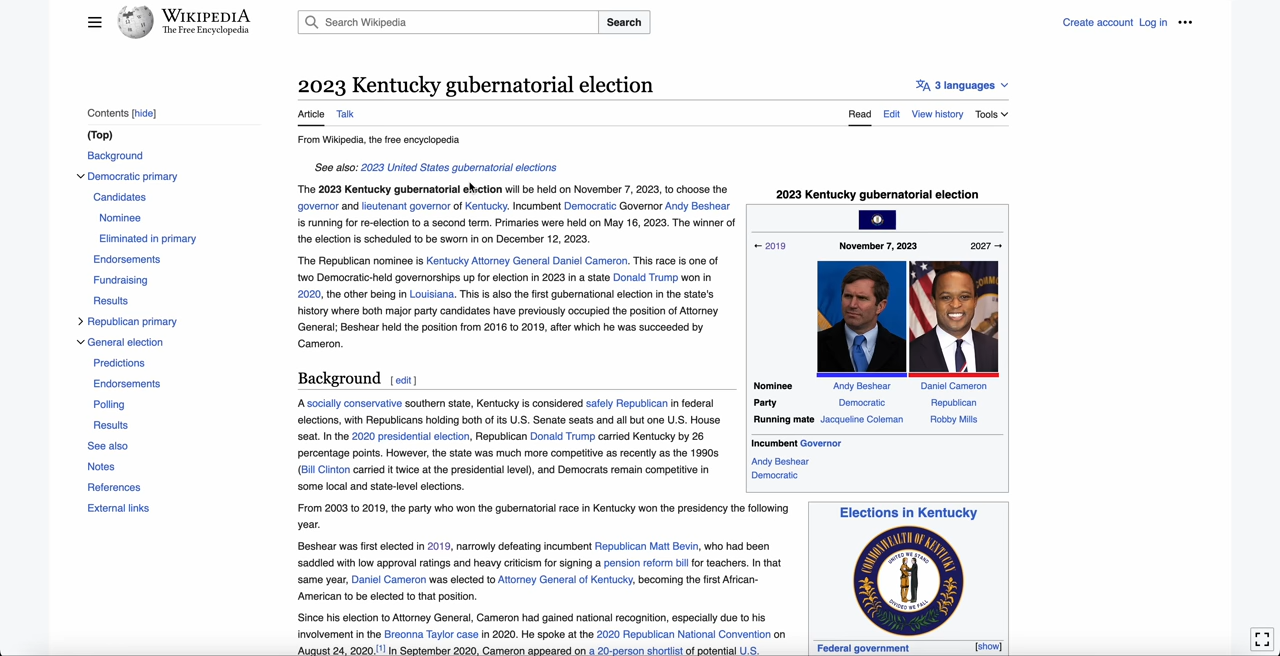 WIKIPEDIA
The Free Encyclopedia
Search Wikipedia
Search
Create account Log in •••
2023 Kentucky gubernatorial election
3 languages
Article Talk
Read Edit View history Tools
From Wikipedia, the free encyclopedia
Contents [hide]
(Top)
Background
Democratic primary
Candidates
Nominee
Eliminated in primary
Endorsements
Fundraising
Results
Republican primary
General election
Predictions
Endorsements
Polling
Results
See also
Notes
References
External links
See also: 2023 United States gubernatorial elections
The 2023 Kentucky gubernatorial election will be held on November 7, 2023, to choose the
governor and lieutenant governor of Kentucky. Incumbent Democratic Governor Andy Beshear
is running for re-election to a second term. Primaries were held on May 16, 2023. The winner of
the election is scheduled to be sworn in on December 12, 2023.
The Republican nominee is Kentucky Attorney General Daniel Cameron. This race is one of
two Democratic-held governorships up for election in 2023 in a state Donald Trump won in
2020, the other being in Louisiana. This is also the first gubernational election in the state's
history where both major party candidates have previously occupied the position of Attorney
General; Beshear held the position from 2016 to 2019, after which he was succeeded by
Cameron.
Background [ edit ]
A socially conservative southern state, Kentucky is considered safely Republican in federal
elections, with Republicans holding both of its U.S. Senate seats and all but one U.S. House
seat. In the 2020 presidential election, Republican Donald Trump carried Kentucky by 26
percentage points. However, the state was much more competitive as recently as the 1990s
(Bill Clinton carried it twice at the presidential level), and Democrats remain competitive in
some local and state-level elections.
From 2003 to 2019, the party who won the gubernatorial race in Kentucky won the presidency the following
year.
Beshear was first elected in 2019, narrowly defeating incumbent Republican Matt Bevin, who had been
saddled with low approval ratings and heavy criticism for signing a pension reform bill for teachers. In that
same year, Daniel Cameron was elected to Attorney General of Kentucky, becoming the first African-
American to be elected to that position.
Since his election to Attorney General, Cameron had gained national recognition, especially due to his
involvement in the Breonna Taylor case in 2020. He spoke at the 2020 Republican National Convention on
August 24, 2020.[1] In September 2020, Cameron appeared on a 20-person shortlist of potential U.S.
2023 Kentucky gubernatorial election
← 2019 November 7, 2023 2027 →
Nominee Andy Beshear Daniel Cameron
Party Democratic Republican
Running mate Jacqueline Coleman Robby Mills
Incumbent Governor
Andy Beshear
Democratic
Elections in Kentucky
COMMONWEALTH OF KENTUCKY
UNITED WE STAND
DIVIDED WE FALL
Federal government [show]